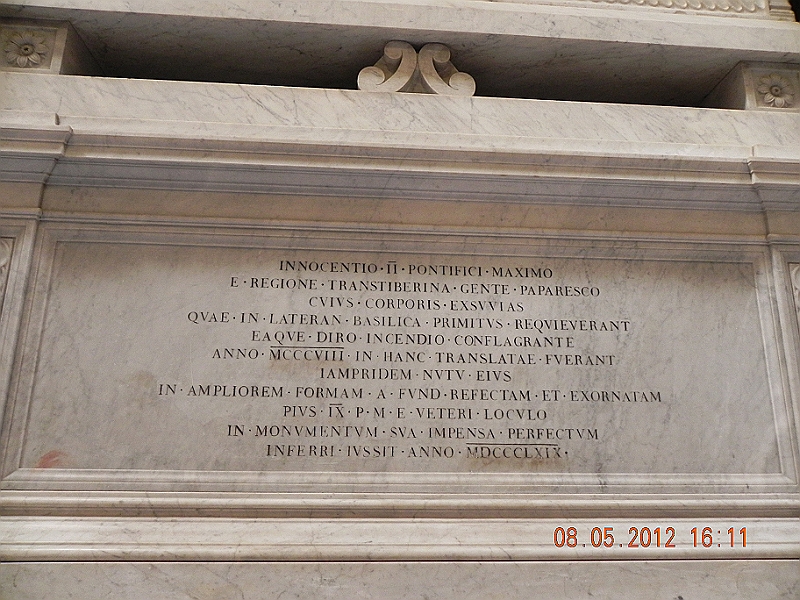 INNOCENTIO·II·PONTIFICI·MAXIMO
E·REGIONE·TRANSTIBERINA·GENTE·PAPARESCO
CVIVS·CORPORIS·EXSVVIAS
QVAE·IN·LATERAN·BASILICA·PRIMITVS·REQVIEVERANT
EAQVE·DIRO·INCENDIO·CONFLAGRANTE
ANNO·MCCCVIII·IN·HANC·TRANSLATAE·FVERANT
IAMPRIDEM·NVTV·EIVS
IN·AMPLIOREM·FORMAM·A·FVND·REFECTAM·ET·EXORNATAM
PIVS·IX·P·M·E·VETERI·LOCVLO
IN·MONVMENTVM·SVA·IMPENSA·PERFECTVM
INFERRI·IVSSIT·ANNO·MDCCCLXIX·
08.05.2012 16:11